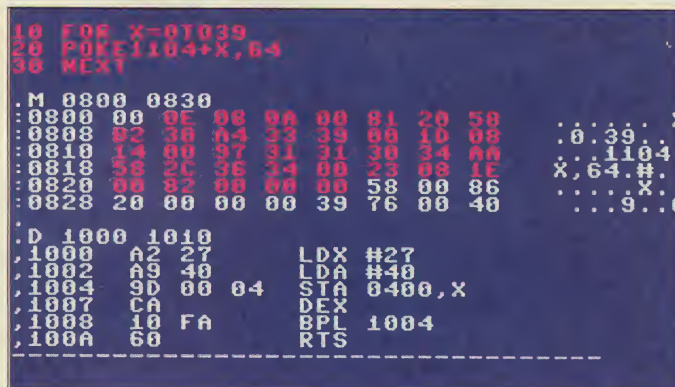 10 FOR X=0TO39
20 POKE1104+X,64
30 NEXT
.M 0800 0830
:0800 00 0E 08 0A 00 81 20 58 ......
:0808 B2 30 A4 33 39 00 1D 08 .0.39..
:0810 14 00 97 31 31 30 34 AA ...1104
:0818 58 2C 36 34 00 23 08 1E X,64.#.
:0820 00 82 00 00 00 58 00 86 .....X.
:0828 20 00 00 00 39 76 00 40 ...9..
.
.D 1000 1010
,1000 A2 27 LDX #27
,1002 A9 40 LDA #40
,1004 9D 00 04 STA 0400,X
,1007 CA DEX
,1008 10 FA BPL 1004
,100A 60 RTS